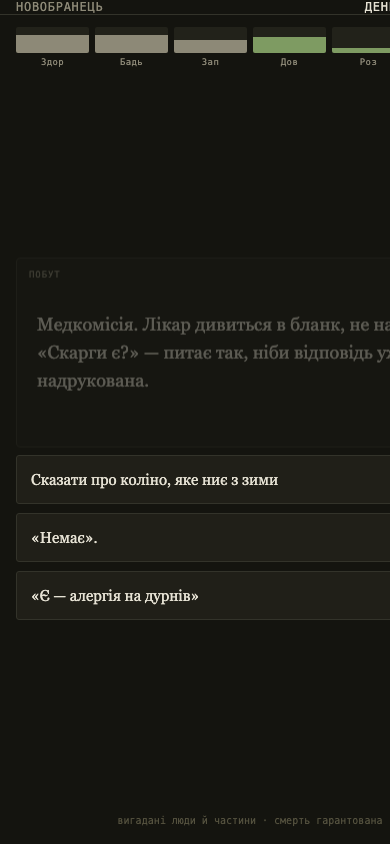 НОВОБРАНЕЦЬ ДЕН
Здор Бадь Зап Дов Роз
ПОБУТ
Медкомісія. Лікар дивиться в бланк, не на
«Скарги є?» — питає так, ніби відповідь у
надрукована.
Сказати про коліно, яке ниє з зими
«Немає».
«Є — алергія на дурнів»
вигадані люди й частини · смерть гарантована